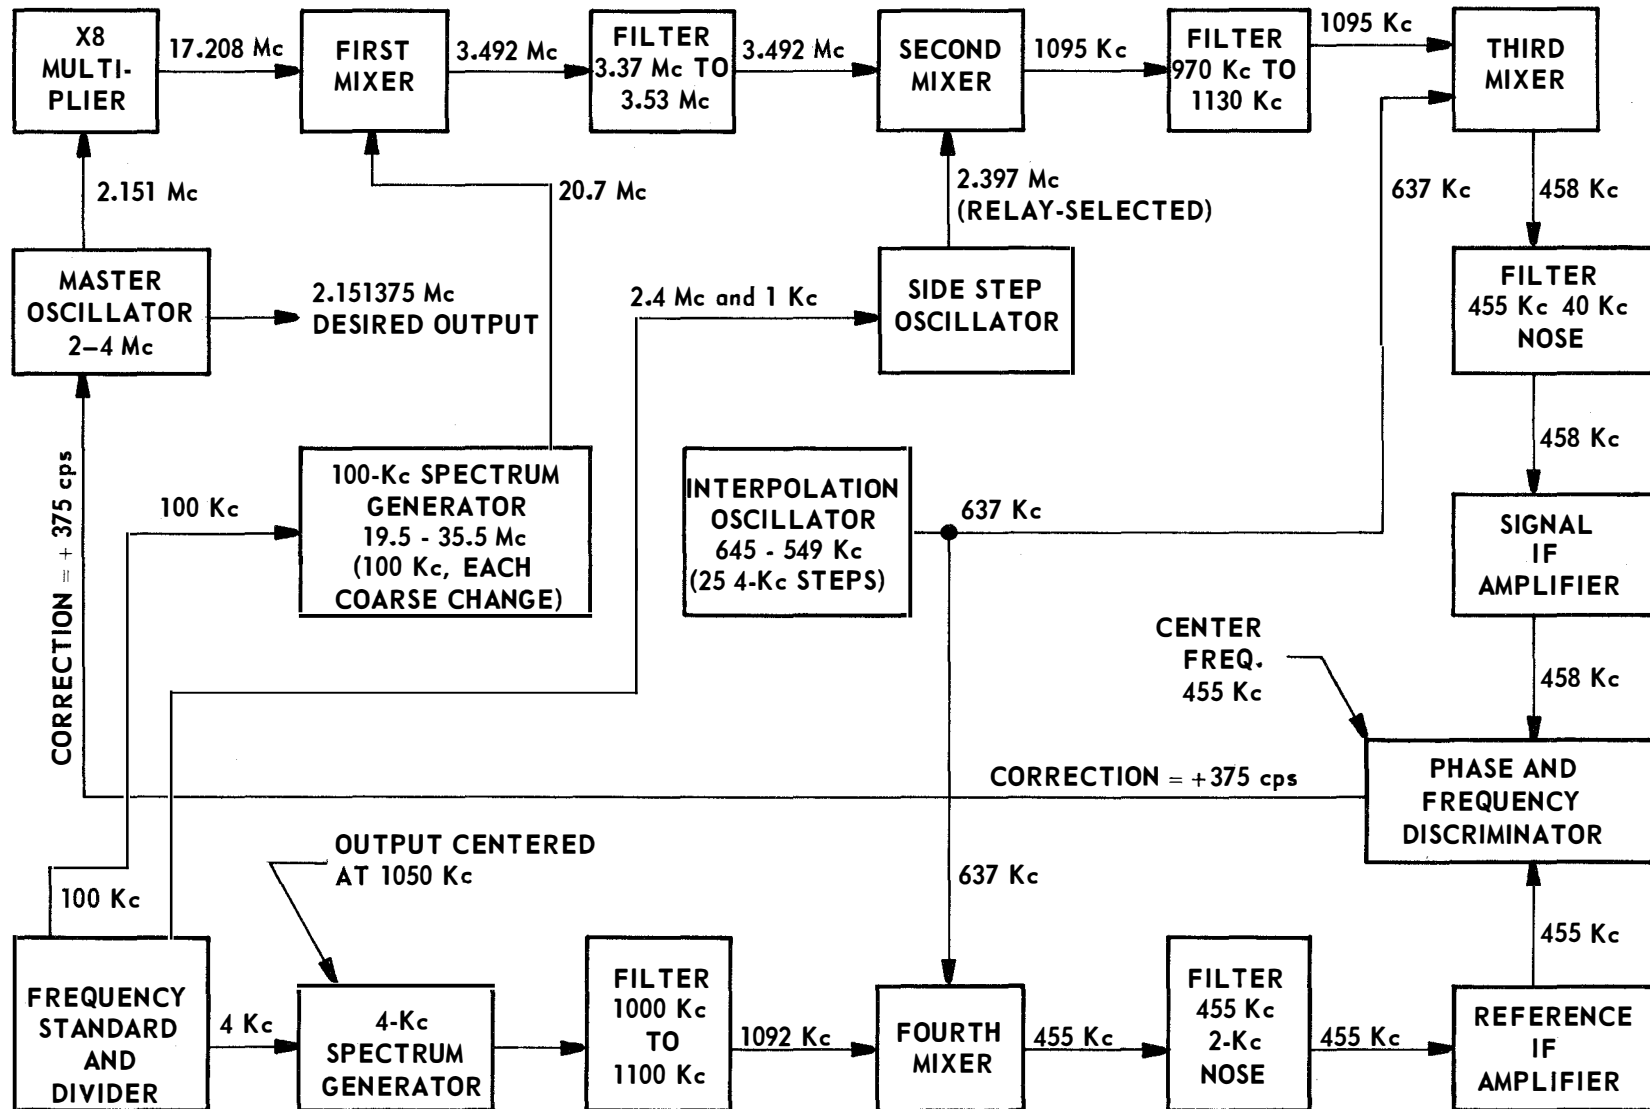 X8
MULTI-
PLIER
17.208 Mc
FIRST
MIXER
3.492 Mc
FILTER
3.37 Mc TO
3.53 Mc
3.492 Mc
SECOND
MIXER
1095 Kc
FILTER
970 Kc TO
1130 Kc
1095 Kc
THIRD
MIXER
2.151 Mc
20.7 Mc
2.397 Mc
(RELAY-SELECTED)
637 Kc
458 Kc
MASTER
OSCILLATOR
2–4 Mc
2.151375 Mc
DESIRED OUTPUT
2.4 Mc and 1 Kc
SIDE STEP
OSCILLATOR
FILTER
455 Kc 40 Kc
NOSE
458 Kc
CORRECTION = + 375 cps
100 Kc
100-Kc SPECTRUM
GENERATOR
19.5 - 35.5 Mc
(100 Kc, EACH
COARSE CHANGE)
INTERPOLATION
OSCILLATOR
645 - 549 Kc
(25 4-Kc STEPS)
637 Kc
SIGNAL
IF
AMPLIFIER
CENTER
FREQ.
455 Kc
458 Kc
CORRECTION = +375 cps
PHASE AND
FREQUENCY
DISCRIMINATOR
OUTPUT CENTERED
AT 1050 Kc
100 Kc
637 Kc
455 Kc
FREQUENCY
STANDARD
AND
DIVIDER
4 Kc
4-Kc
SPECTRUM
GENERATOR
FILTER
1000 Kc
TO
1100 Kc
1092 Kc
FOURTH
MIXER
455 Kc
FILTER
455 Kc
2-Kc
NOSE
455 Kc
REFERENCE
IF
AMPLIFIER